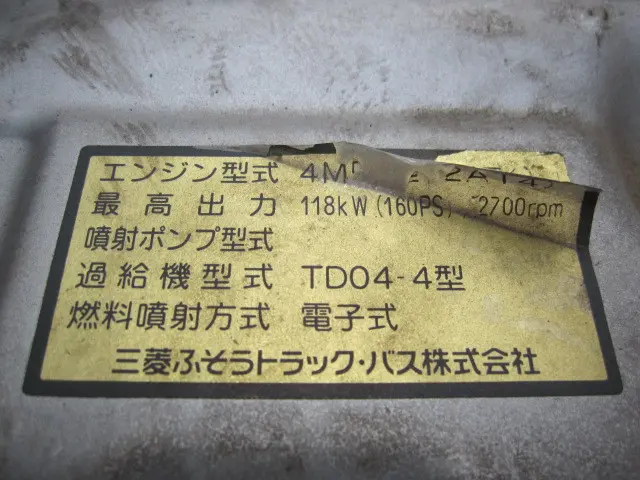 エンジン型式 4M
最高出力 118kW(160PS)/2700rpm
噴射ポンプ型式
過給機型式 TD04-4型
燃料噴射方式 電子式
三菱ふそうトラック・バス株式会社